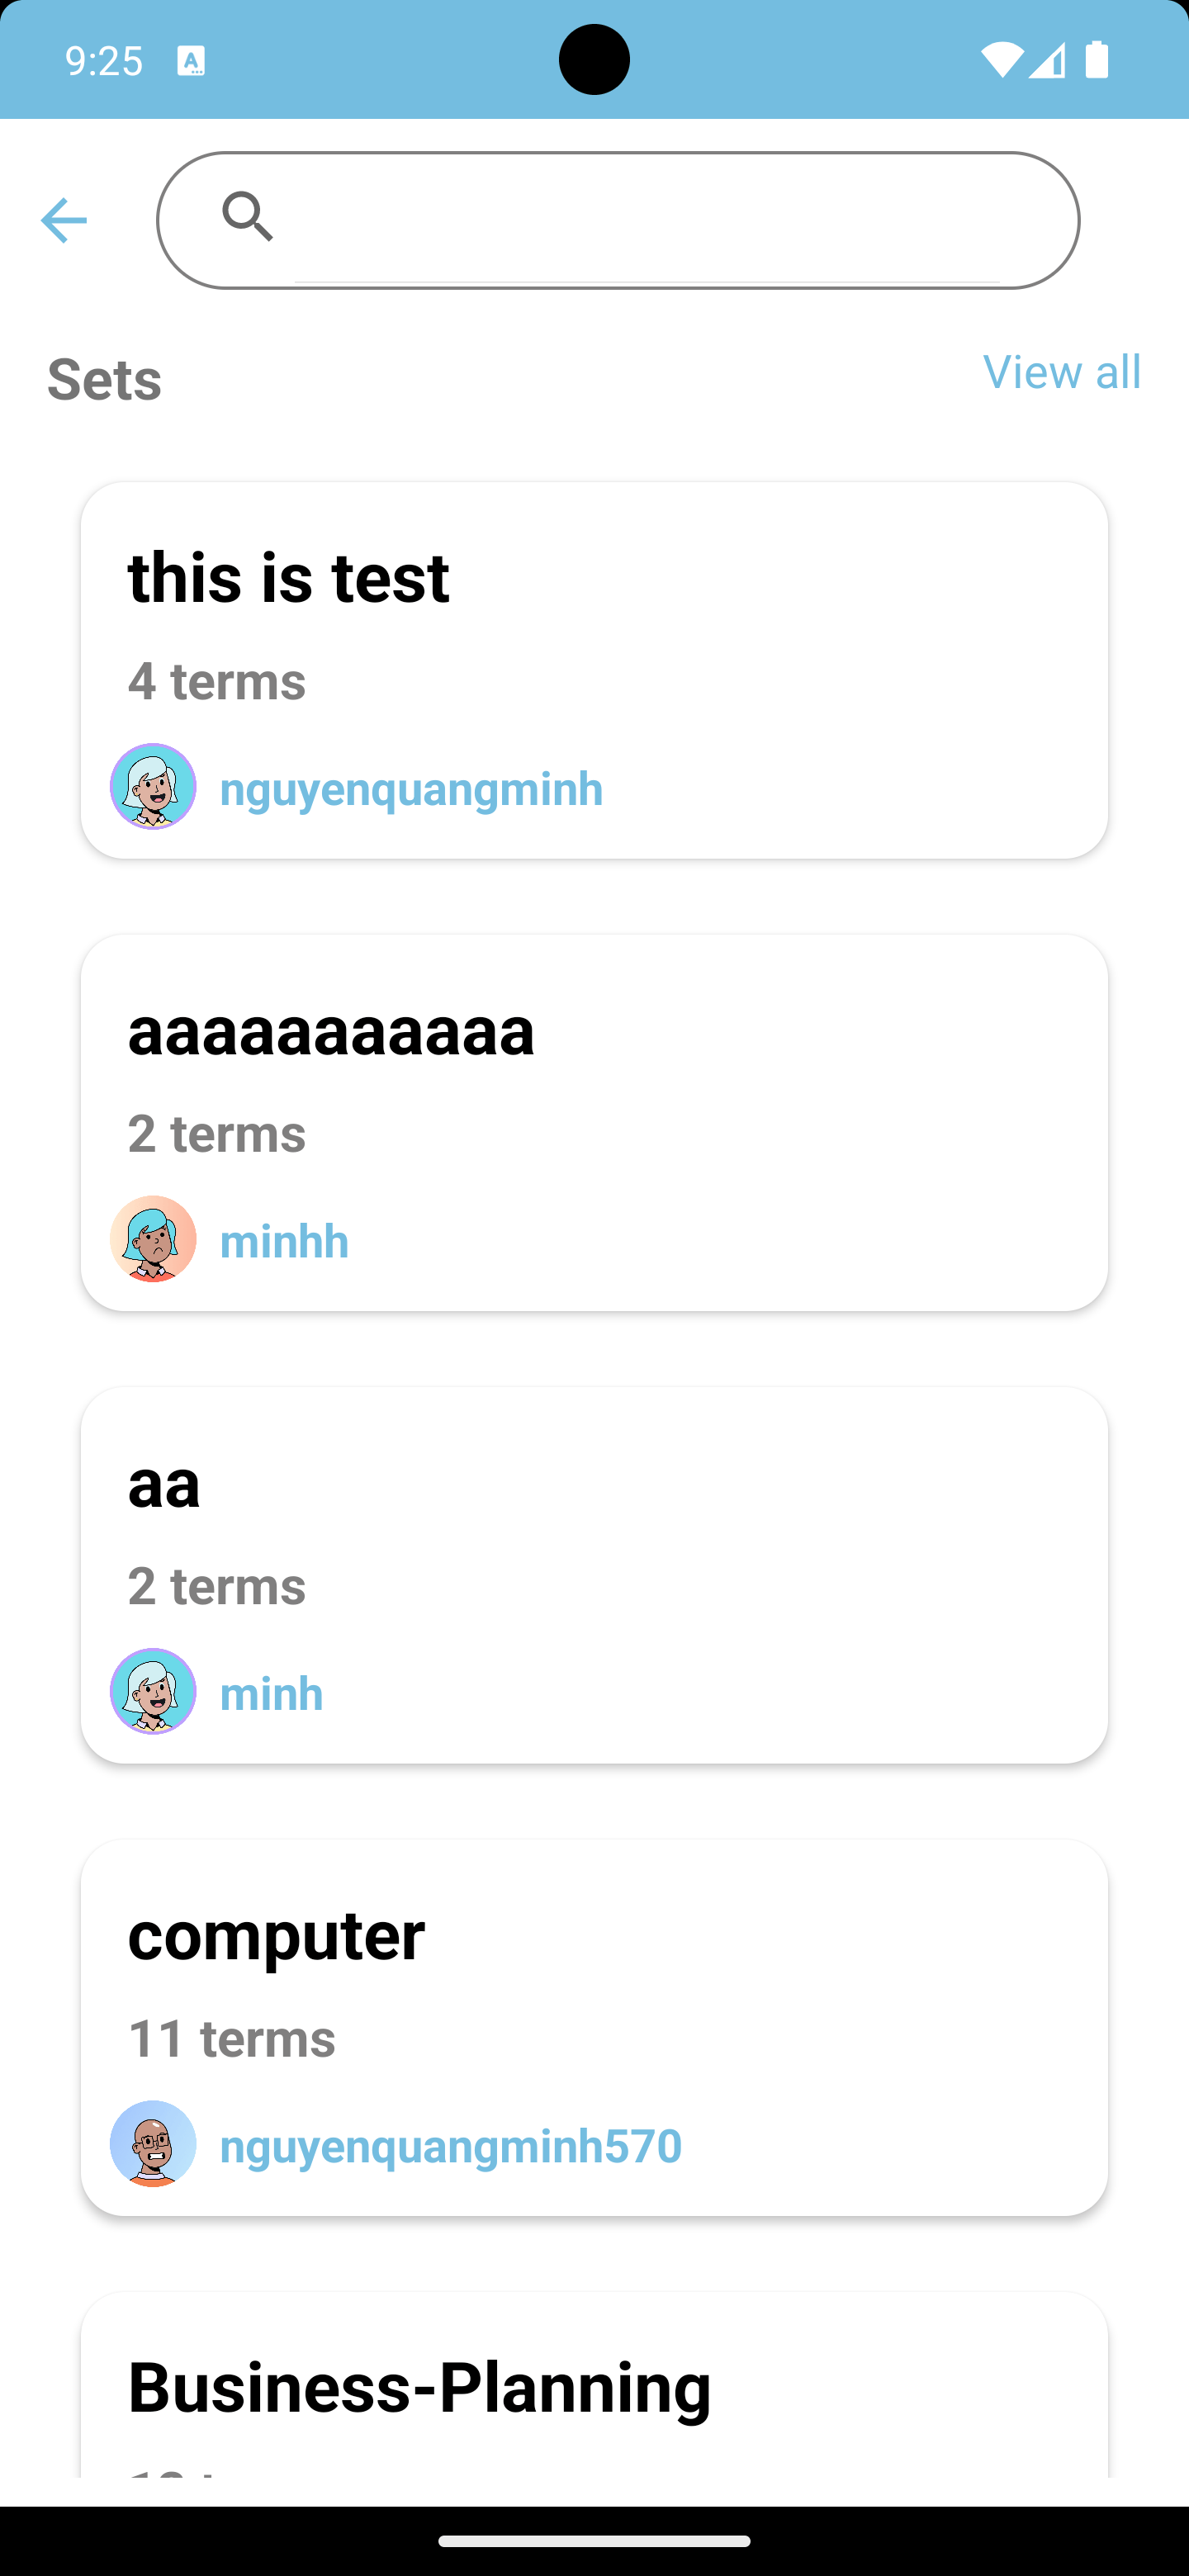 9:25
Sets
View all
this is test
4 terms
nguyenquangminh
aaaaaaaaaaa
2 terms
minhh
aa
2 terms
minh
computer
11 terms
nguyenquangminh570
Business-Planning